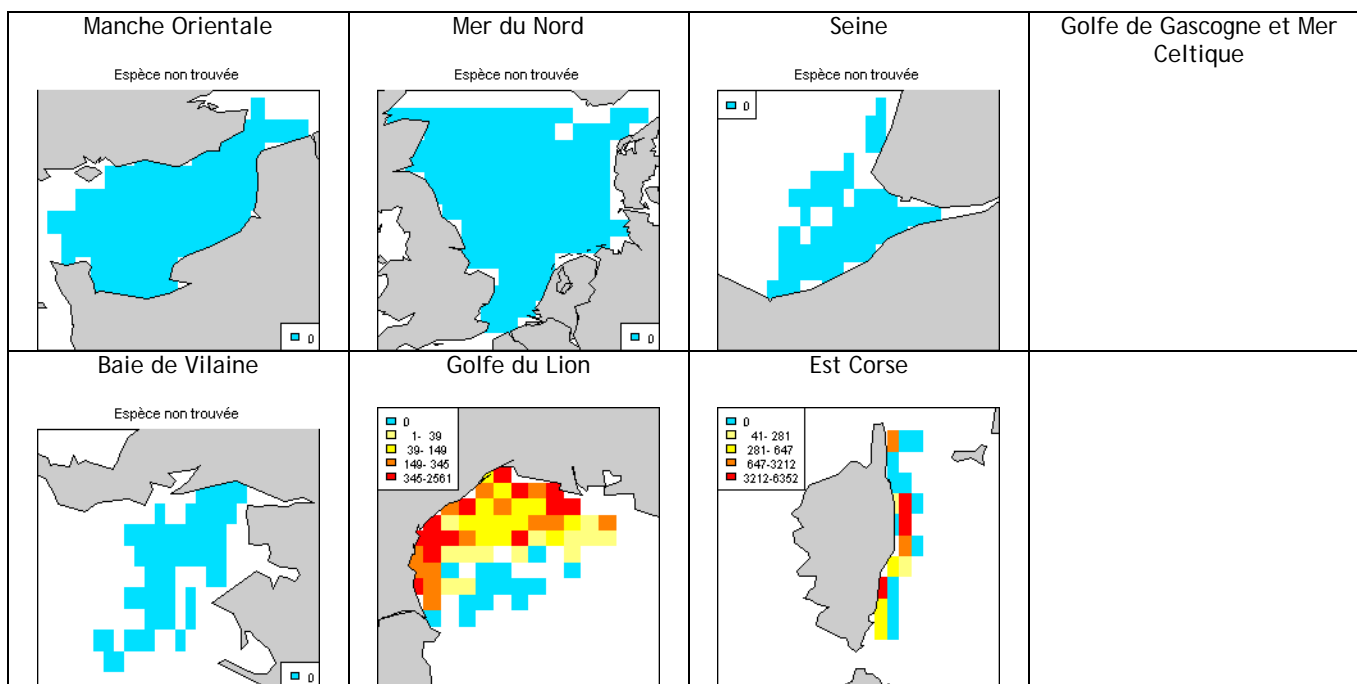 Manche Orientale
Espèce non trouvée
0
Mer du Nord
Espèce non trouvée
0
Seine
Espèce non trouvée
0
Golfe de Gascogne et Mer
Celtique
Baie de Vilaine
Espèce non trouvée
0
Golfe du Lion
0
1- 39
39- 149
149- 345
345-2561
Est Corse
0
41- 281
281- 647
647-3212
3212-6352